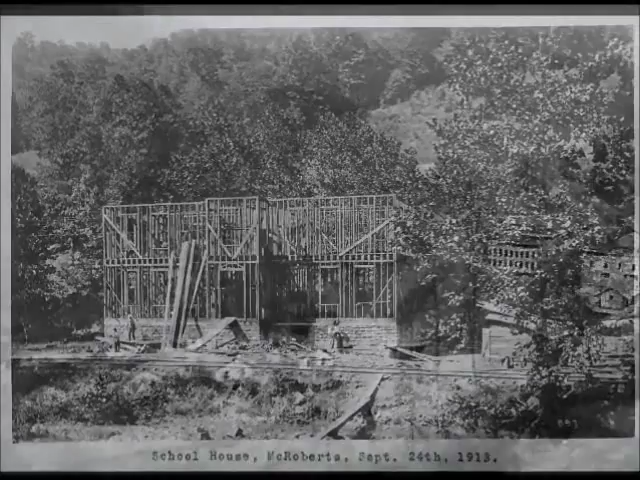 School House, McRoberts, Sept. 24th, 1913.